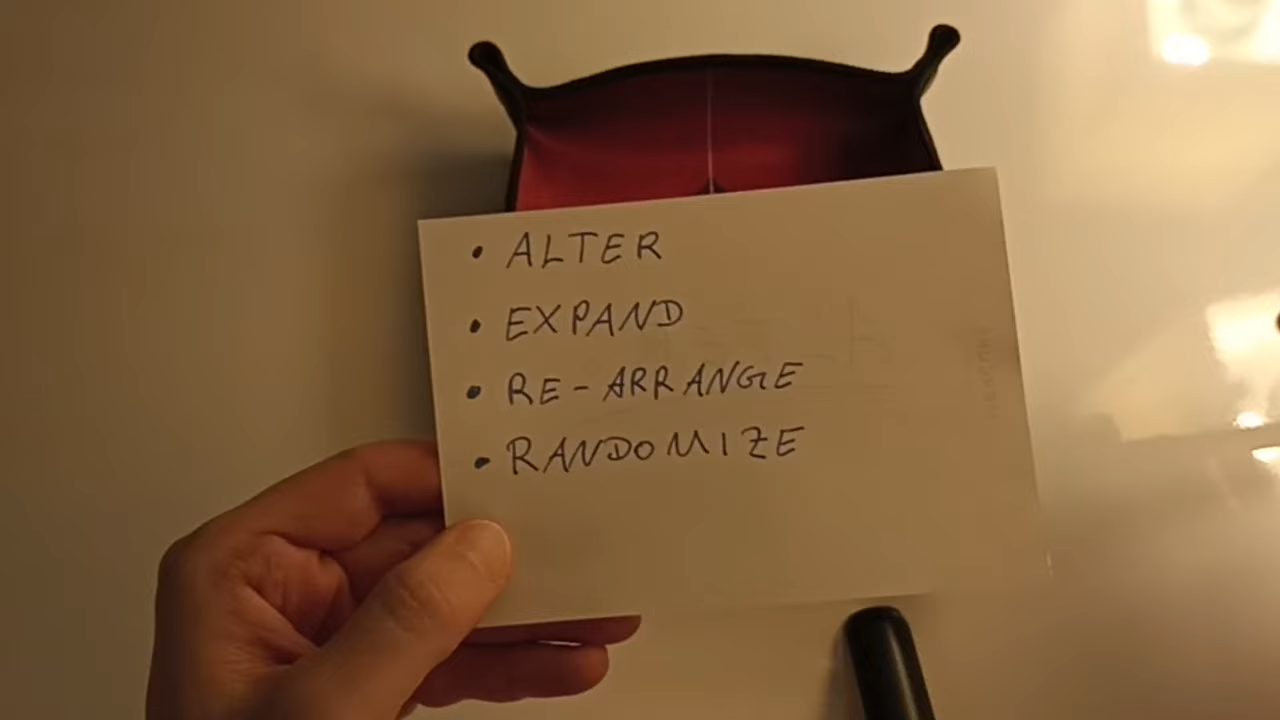 • ALTER
• EXPAND
• RE-ARRANGE
• RANDOMIZE